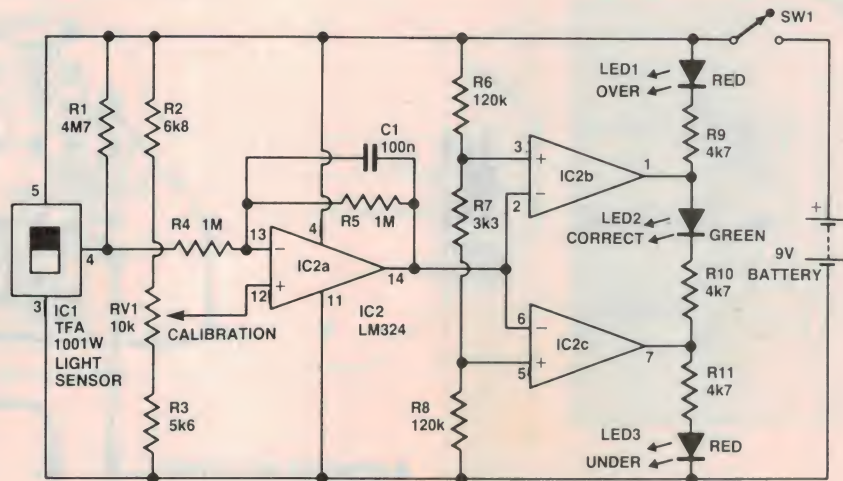 SW1
LED1
OVER
RED
R1
4M7
R2
6k8
R6
120k
C1
100n
R9
4k7
R4 1M
R5 1M
R7
3k3
5
4
3
IC1
TFA
1001W
LIGHT
SENSOR
RV1
10k
CALIBRATION
13
12
4
11
14
−
+
IC2a
IC2
LM324
3
2
1
+
−
IC2b
LED2
CORRECT
GREEN
R10
4k7
+
9V
BATTERY
6
5
7
−
+
IC2c
R3
5k6
R8
120k
R11
4k7
LED3
UNDER
RED